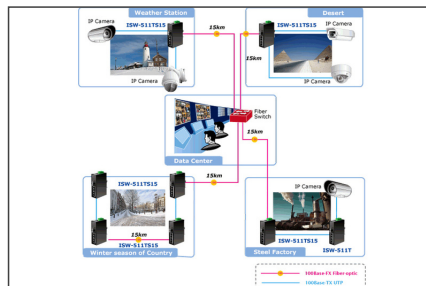 Weather Station
IP Camera
ISW-511TS15
IP Camera
15km
Desert
ISW-511TS15
IP Camera
15km
IP Camera
Fiber
Switch
15km
15km
Data Center
ISW-511TS15
15km
ISW-511TS15
Winter season of Country
IP Camera
ISW-511TS15
ISW-511T
Steel Factory
100Base-FX Fiber optic
100Base-TX UTP